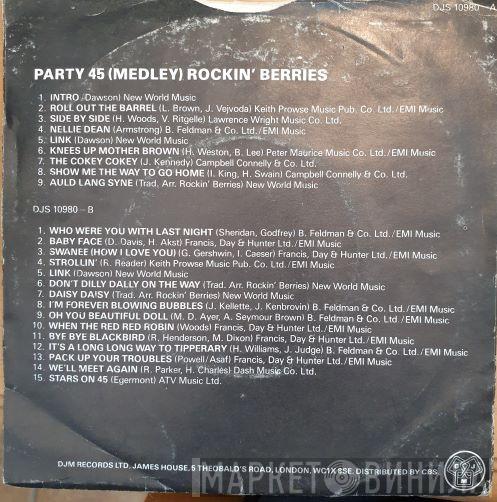 DJS 10980 - A
PARTY 45 (MEDLEY) ROCKIN' BERRIES
1. INTRO (Dawson) New World Music
2. ROLL OUT THE BARREL (L. Brown, J. Vejvoda) Keith Prowse Music Pub. Co. Ltd./EMI Music
3. SIDE BY SIDE (H. Woods, V. Ritgelle) Lawrence Wright Music Co. Ltd.
4. NELLIE DEAN (Armstrong) B. Feldman & Co. Ltd./EMI Music
5. LINK (Dawson) New World Music
6. KNEES UP MOTHER BROWN (H. Weston, B. Lee) Peter Maurice Music Co. Ltd./EMI Music
7. THE COKEY COKEY (J. Kennedy) Campbell Connelly & Co. Ltd.
8. SHOW ME THE WAY TO GO HOME (I. King, H. Swain) Campbell Connelly & Co. Ltd.
9. AULD LANG SYNE (Trad, Arr. Rockin' Berries) New World Music
DJS 10980 - B
1. WHO WERE YOU WITH LAST NIGHT (Sheridan, Godfrey) B. Feldman & Co. Ltd./EMI Music
2. BABY FACE (D. Davis, H. Akst) Francis, Day & Hunter Ltd./EMI Music
3. SWANEE (HOW I LOVE YOU) (G. Gershwin, I. Caeser) Francis, Day & Hunter Ltd./EMI Music
4. STROLLIN' (R. Reader) Keith Prowse Music Pub. Co. Ltd./EMI Music
5. LINK (Dawson) New World Music
6. DON'T DILLY DALLY ON THE WAY (Trad. Arr. Rockin' Berries) New World Music
7. DAISY DAISY (Trad. Arr. Rockin' Berries) New World Music
8. I'M FOREVER BLOWING BUBBLES (J. Kellette, J. Kenbrovin) B. Feldman & Co. Ltd./EMI Music
9. OH YOU BEAUTIFUL DOLL (M. D. Ayer, A. Seymour Brown) B. Feldman & Co. Ltd./EMI Music
10. WHEN THE RED RED ROBIN (Woods) Francis, Day & Hunter Ltd./EMI Music
11. BYE BYE BLACKBIRD (R. Henderson, M. Dixon) Francis, Day & Hunter Ltd./EMI Music
12. IT'S A LONG LONG WAY TO TIPPERARY (H. Williams, J. Judge) B. Feldman & Co. Ltd./EMI Music
13. PACK UP YOUR TROUBLES (Powell/Asaf) Francis, Day & Hunter Ltd./EMI Music
14. WE'LL MEET AGAIN (R. Parker, H. Charles) Dash Music Co. Ltd.
15. STARS ON 45 (Egermont) ATV Music Ltd.
DJM RECORDS LTD. JAMES HOUSE, 5 THEOBALD'S ROAD, LONDON, WC1X 8SE. DISTRIBUTED BY CBS.
МАРКЕТ ВИНИЛА